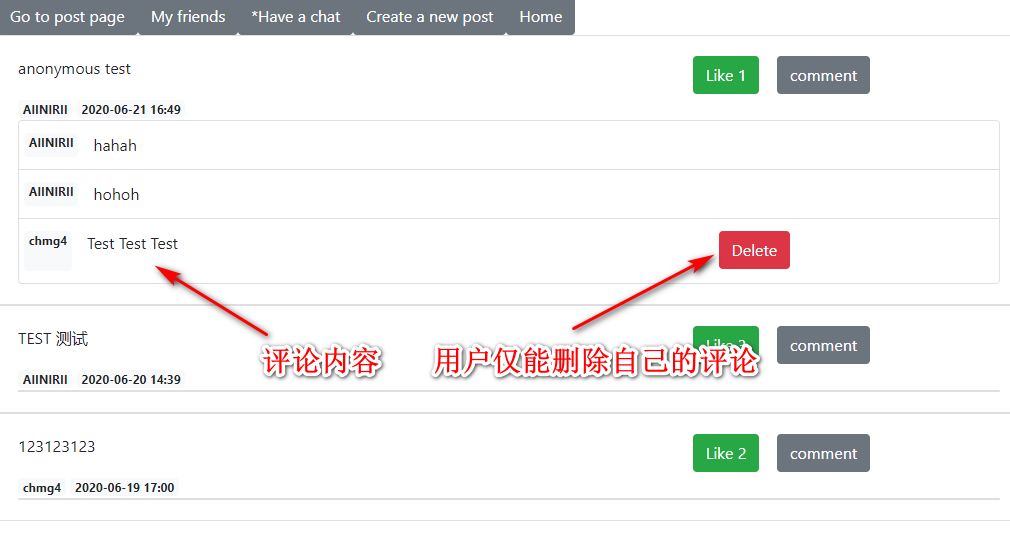 Go to post page My friends *Have a chat Create a new post Home
anonymous test Like 1 comment
AIINIRII 2020-06-21 16:49
AIINIRII hahah
AIINIRII hohoh
chmg4 Test Test Test Delete
TEST 测试 Like comment
评论内容 用户仅能删除自己的评论
AIINIRII 2020-06-20 14:39
123123123 Like 2 comment
chmg4 2020-06-19 17:00